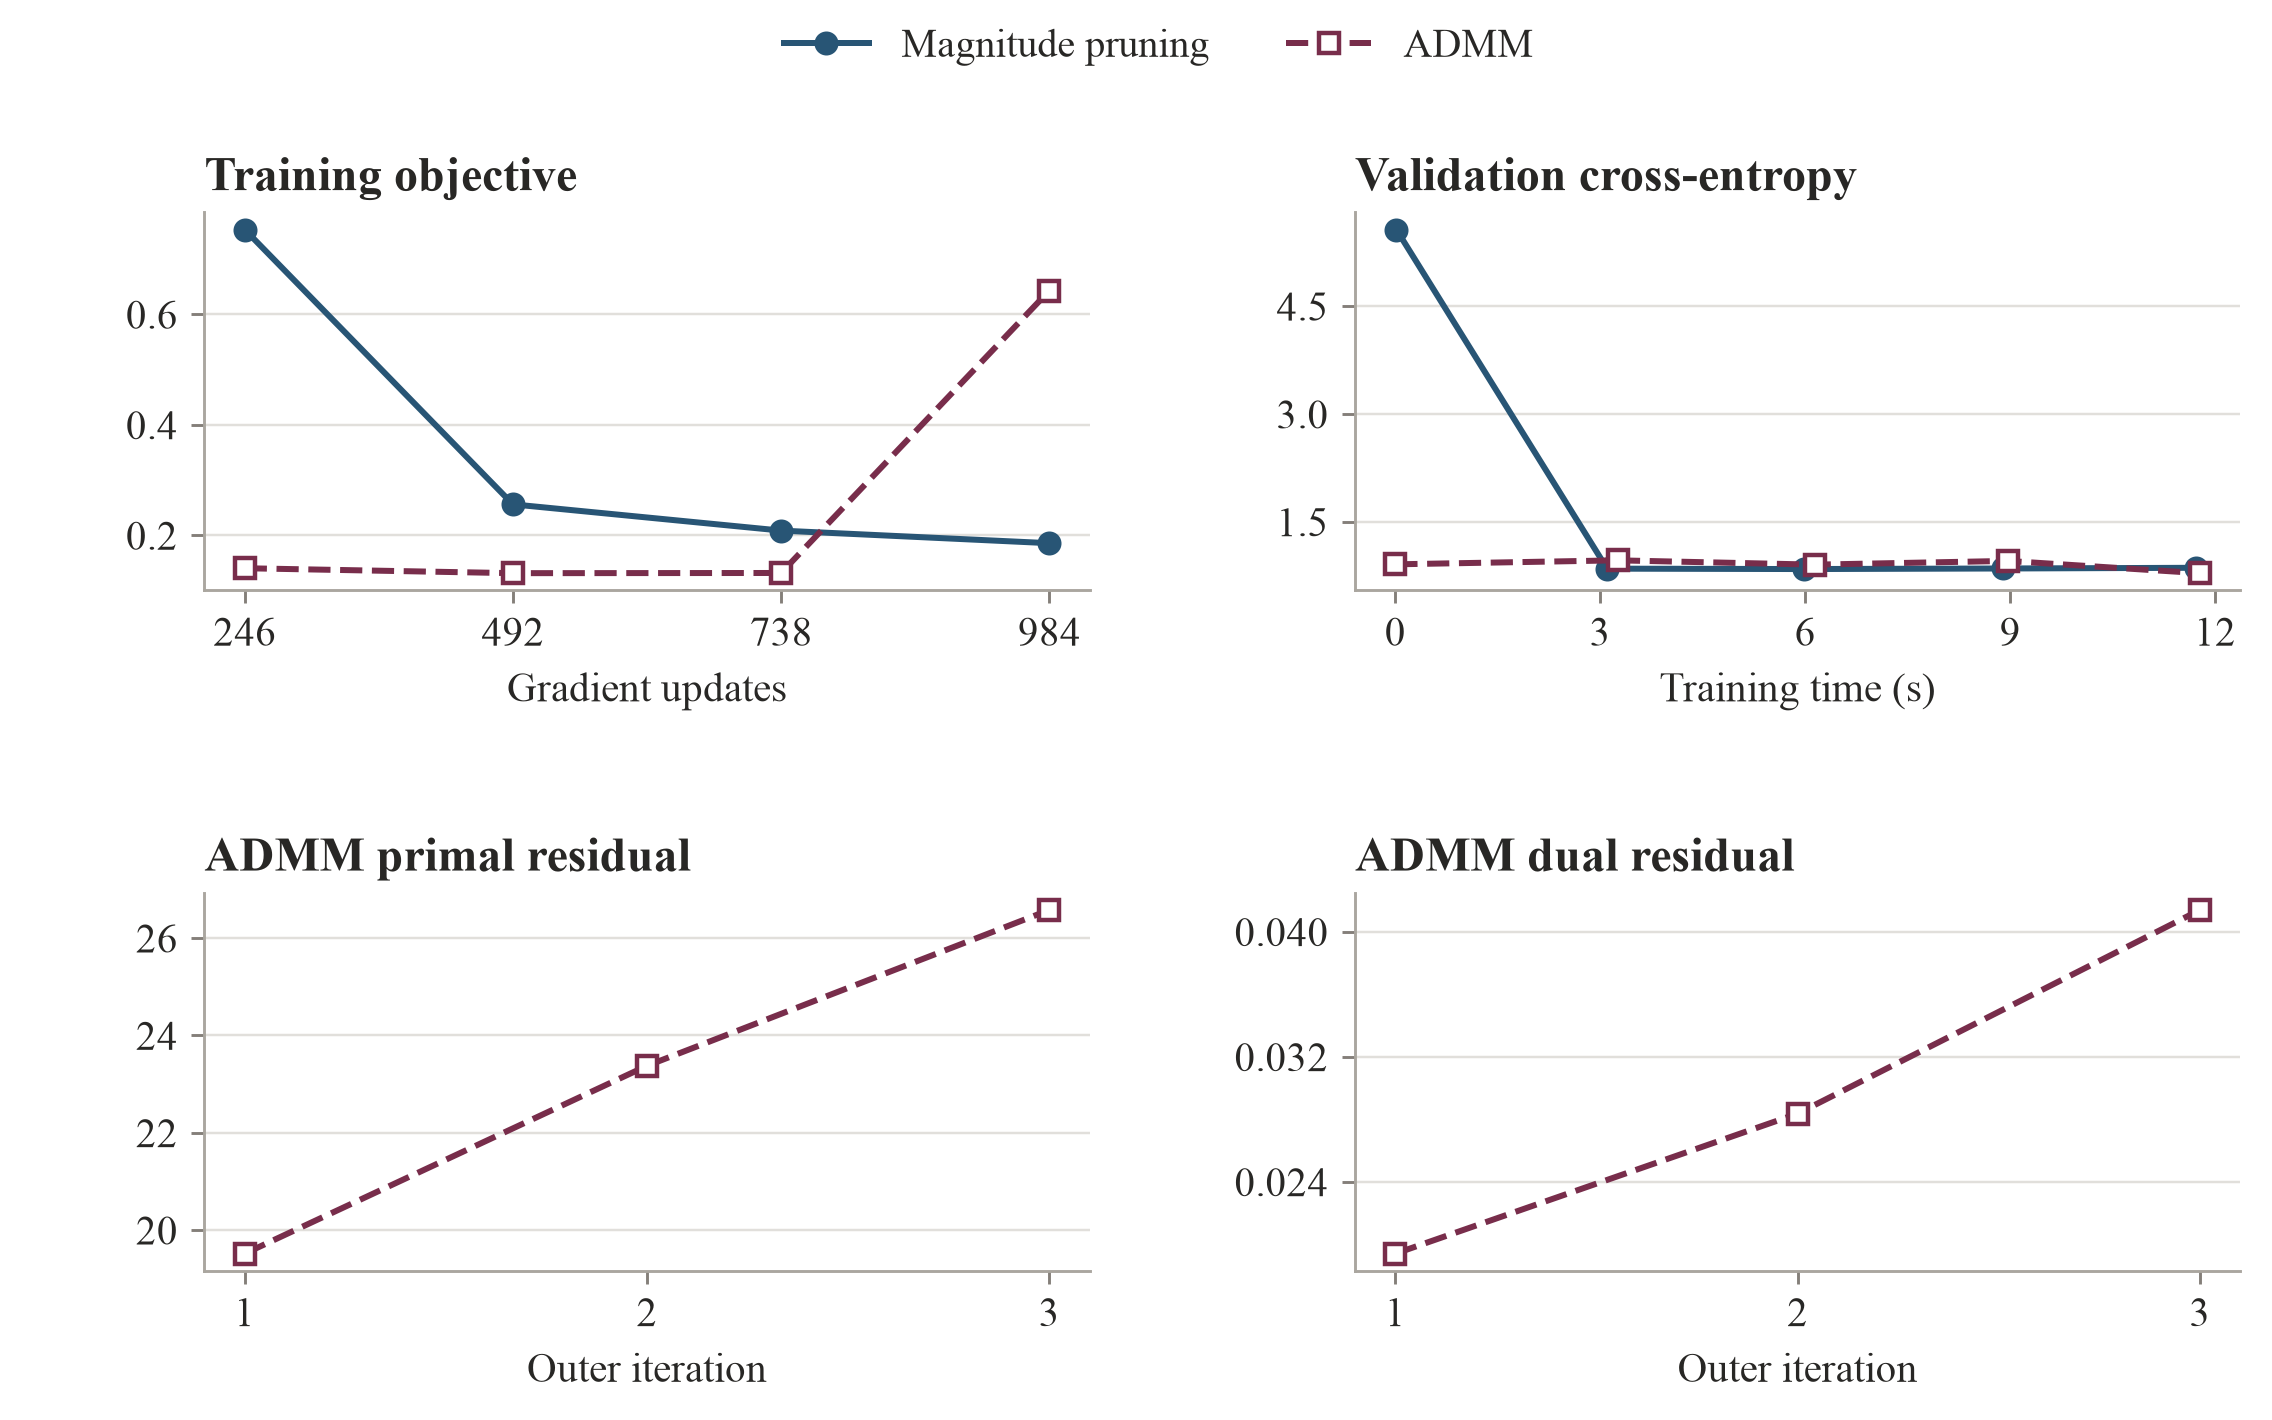 Magnitude pruning ADMM
Training objective
0.6
0.4
0.2
246 492 738 984
Gradient updates
Validation cross-entropy
4.5
3.0
1.5
0 3 6 9 12
Training time (s)
ADMM primal residual
26
24
22
20
1 2 3
Outer iteration
ADMM dual residual
0.040
0.032
0.024
1 2 3
Outer iteration